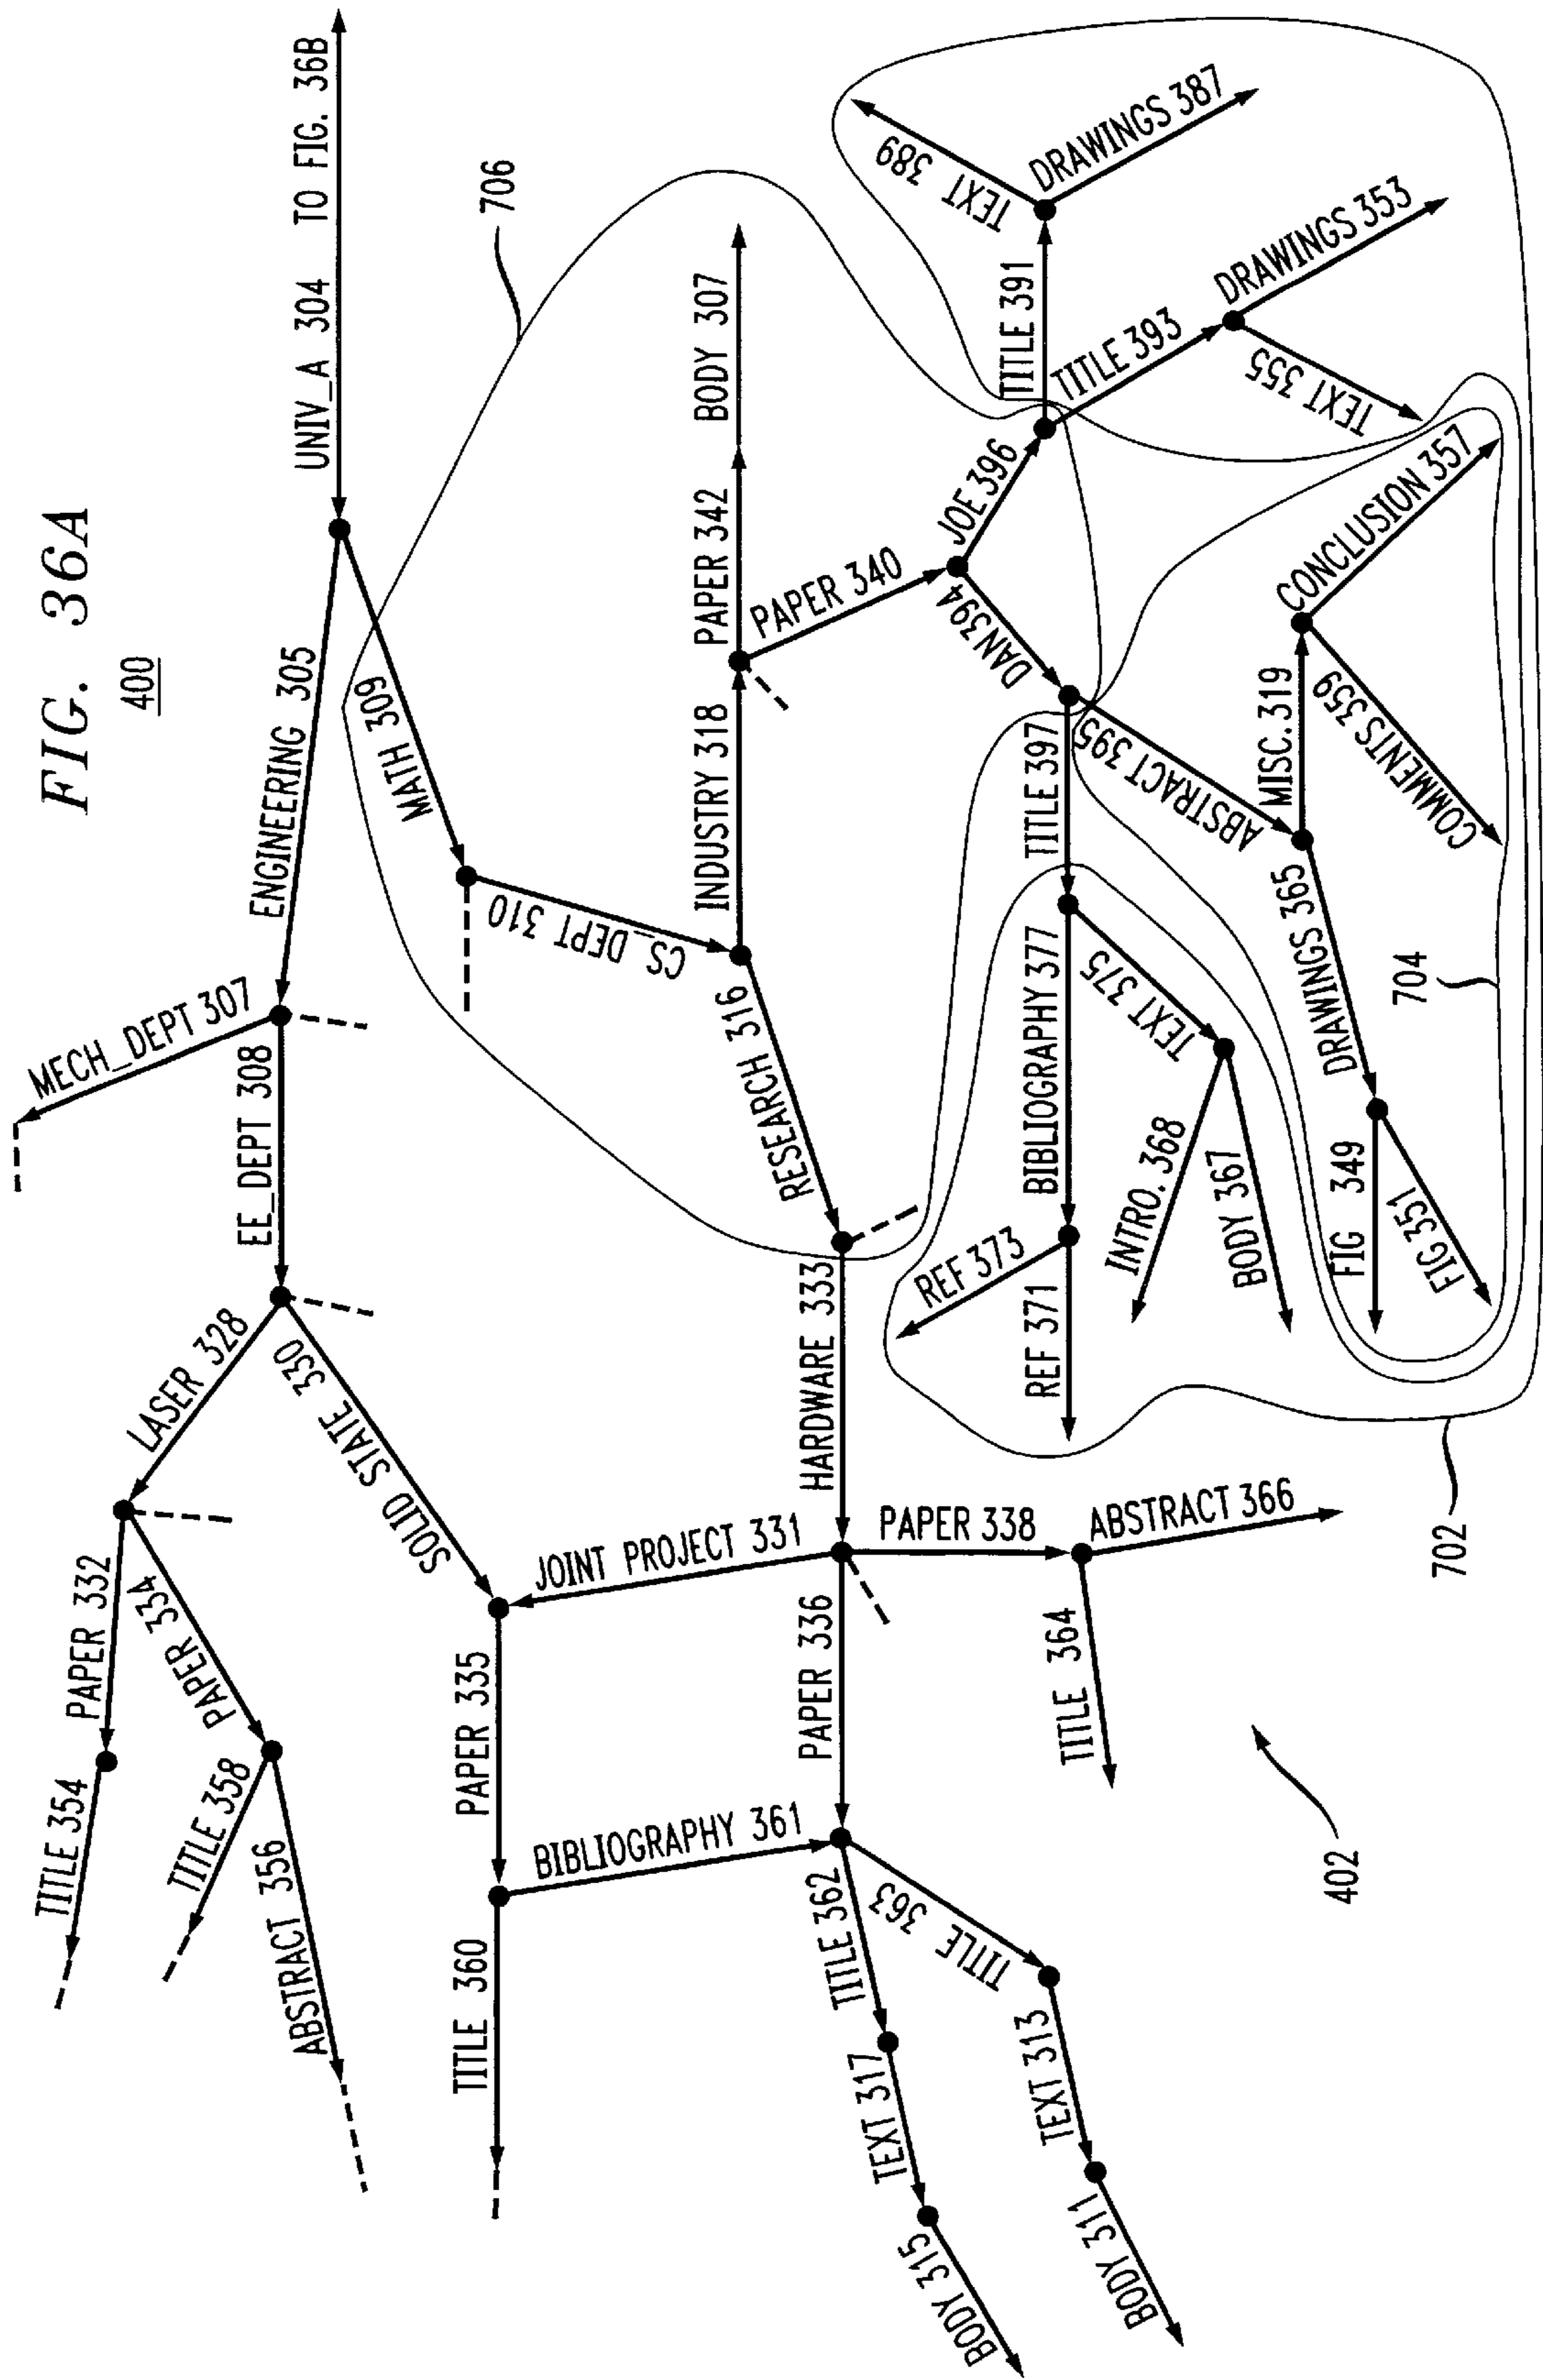 FIG. 36A
400
UNIV_A 304
TO FIG. 36B
ENGINEERING 305
MATH 309
MECH_DEPT 307
EE_DEPT 308
CS_DEPT 310
706
LASER 328
SOLID STATE 330
PAPER 332
PAPER 334
TITLE 354
TITLE 358
ABSTRACT 356
INDUSTRY 318
PAPER 342
BODY 307
PAPER 340
RESEARCH 316
HARDWARE 333
JOINT PROJECT 331
PAPER 335
TITLE 360
BIBLIOGRAPHY 361
PAPER 336
PAPER 338
ABSTRACT 366
TITLE 364
TITLE 362
TITLE 363
TEXT 317
TEXT 313
BODY 315
BODY 311
JOE 396
DAN 394
TITLE 391
TEXT 389
DRAWINGS 387
TITLE 393
DRAWINGS 353
TEXT 355
TITLE 397
ABSTRACT 395
BIBLIOGRAPHY 377
TEXT 375
REF 373
REF 371
INTRO. 368
BODY 367
MISC. 319
CONCLUSION 357
COMMENTS 359
DRAWINGS 365
FIG 349
FIG 351
704
702
402